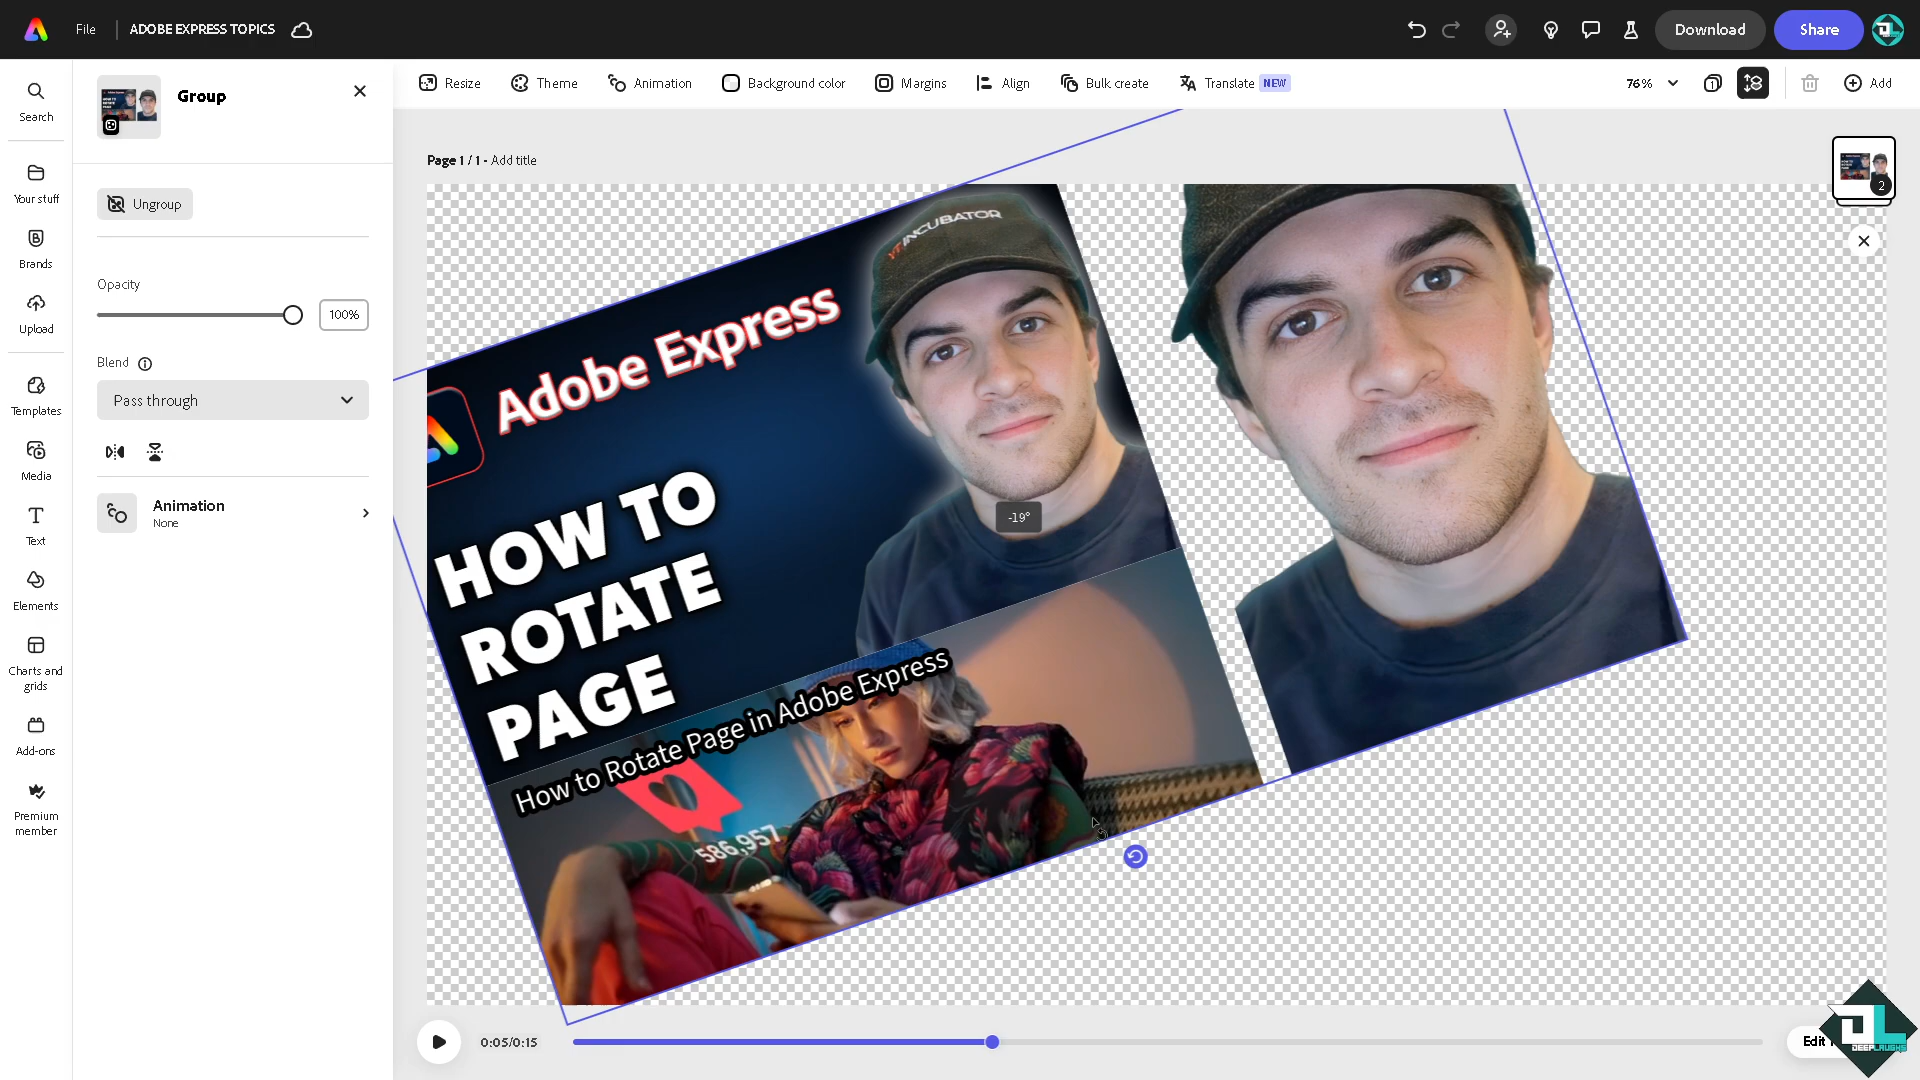 File
ADOBE EXPRESS TOPICS
Download
Share
Search
Your stuff
Brands
Upload
Templates
Media
Text
Elements
Charts and
grids
Add-ons
Premium
member
Group
Ungroup
Opacity
100%
Blend
Pass through
Animation
None
Resize
Theme
Animation
Background color
Margins
Align
Bulk create
Translate NEW
76%
1
Add
Page 1 / 1 - Add title
2
YT INCUBATOR
Adobe Express
HOW TO
ROTATE
PAGE
-19°
How to Rotate Page in Adobe Express
586,957
0:05/0:15
Edit
DEEPLAUGHS